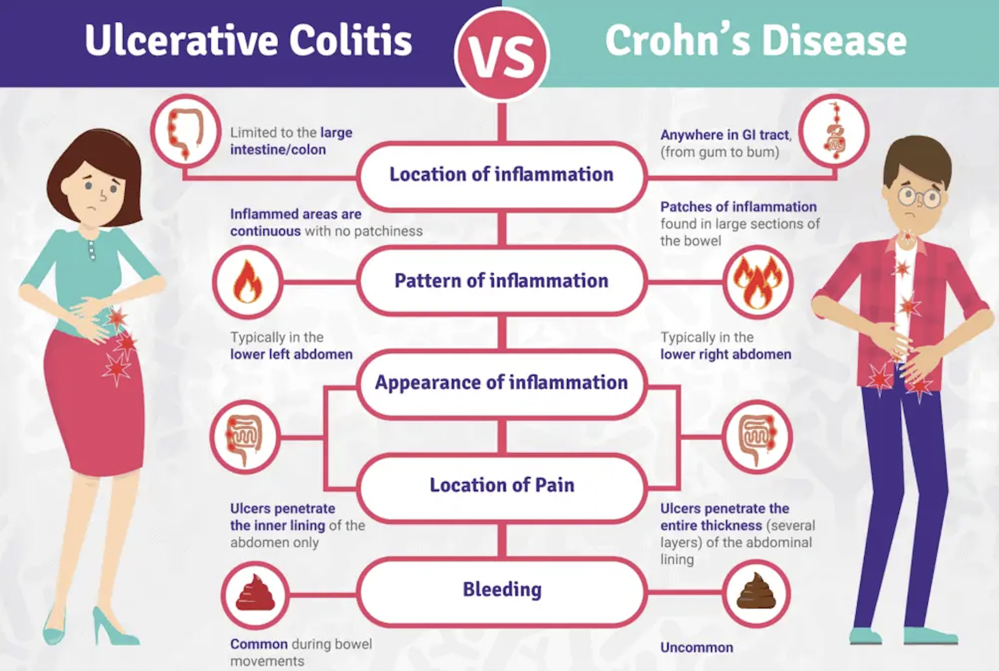 Ulcerative Colitis
VS
Crohn's Disease
Limited to the large
intestine/colon
Location of inflammation
Anywhere in GI tract,
(from gum to bum)
Inflammed areas are
continuous with no patchiness
Pattern of inflammation
Patches of inflammation
found in large sections of
the bowel
Typically in the
lower left abdomen
Appearance of inflammation
Typically in the
lower right abdomen
Location of Pain
Ulcers penetrate
the inner lining of the
abdomen only
Ulcers penetrate the
entire thickness (several
layers) of the abdominal
lining
Bleeding
Common during bowel
movements
Uncommon